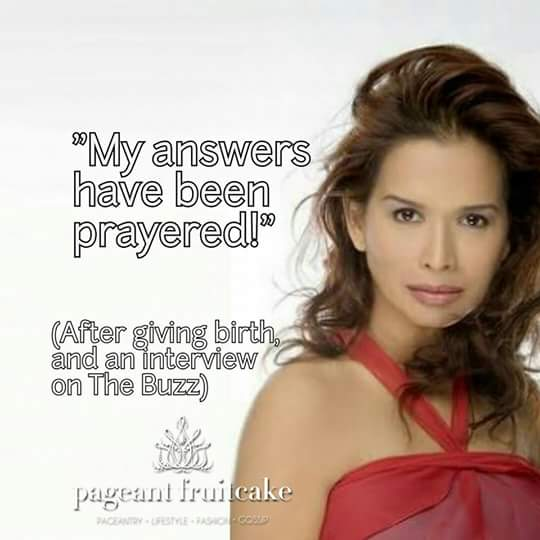 ”My answers
have been
prayered!”
(After giving birth,
and an interview
on The Buzz)
pageant fruitcake
PAGEANTRY • LIFESTYLE • FASHION • GOSSIP